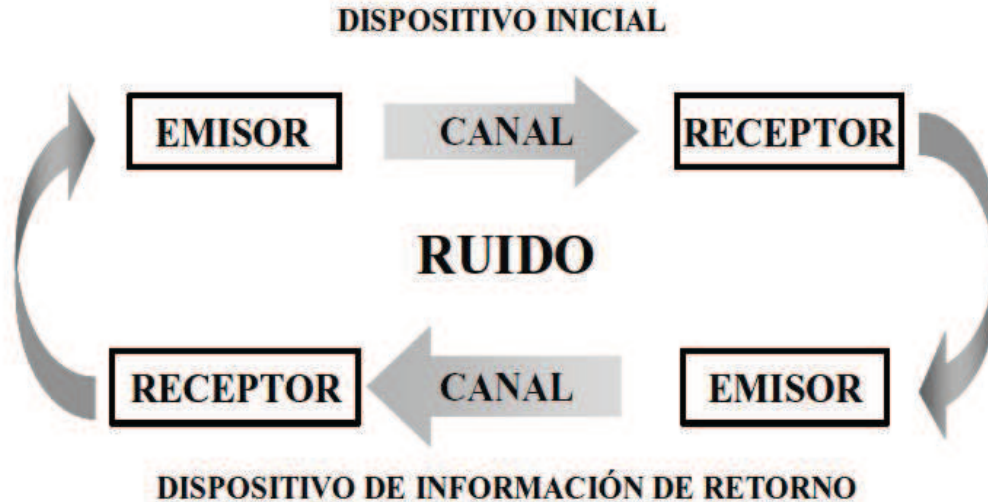 DISPOSITIVO INICIAL
EMISOR CANAL RECEPTOR
RUIDO
RECEPTOR CANAL EMISOR
DISPOSITIVO DE INFORMACIÓN DE RETORNO